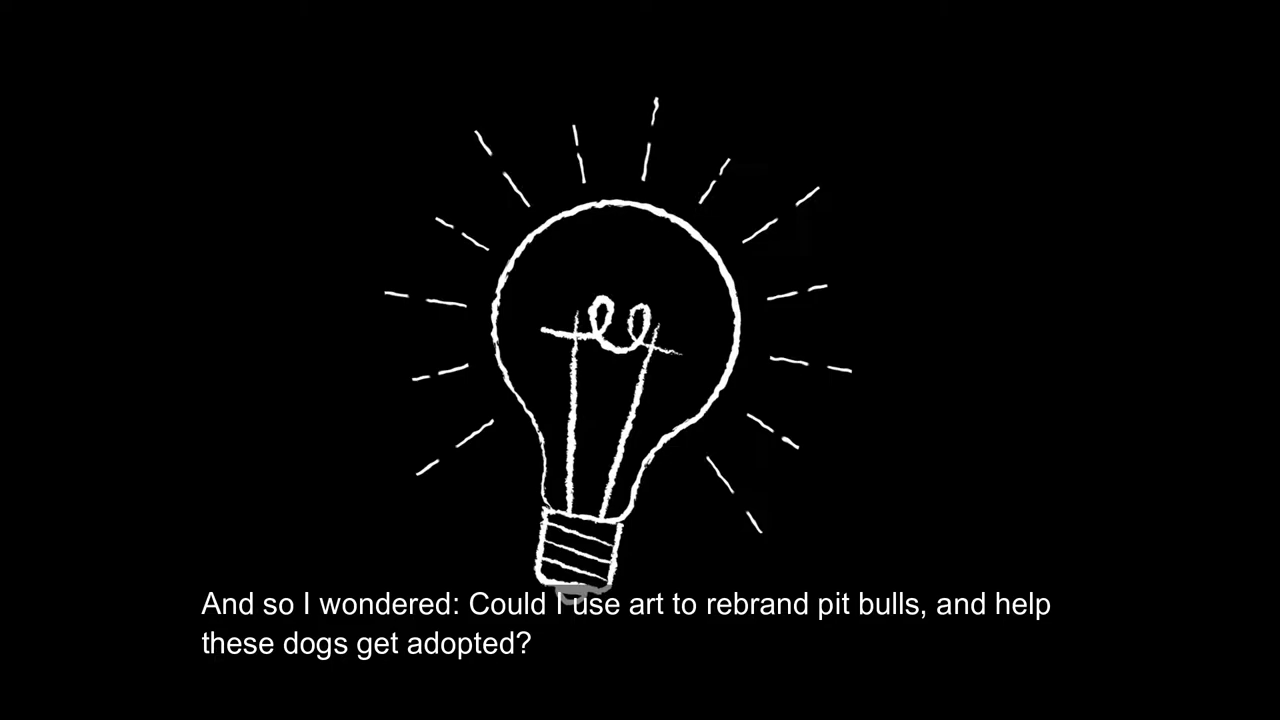 And so I wondered: Could I use art to rebrand pit bulls, and help
these dogs get adopted?